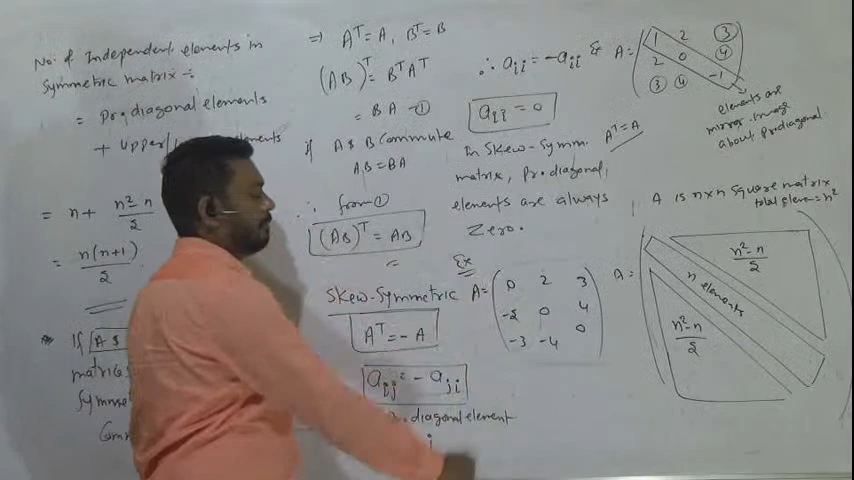 No. of Independent elements in
Symmetric matrix :-
= Pr. diagonal elements
+ Upper/ elements
= n + n²-n/2
= n(n+1)/2
* If A &
matrices
Symme
Comm
⇒ Aᵀ = A, Bᵀ = B
(AB)ᵀ = BᵀAᵀ
= BA -①
if A & B Commute
AB = BA
∴ from ①
(AB)ᵀ = AB
Skew-Symmetric
Aᵀ = -A
aᵢⱼ = -aⱼᵢ
diagonal element
i
∴ aᵢᵢ = -aᵢᵢ
aᵢᵢ = 0
In Skew-Symm.
matrix, Pr. diagonal,
elements are always
Zero.
Ex
A = 0 2 3
-2 0 4
-3 -4 0
Ex A = 1 2 3
2 0 4
3 4 -1
Aᵀ = A
elements are
mirror-image
about pr. diagonal
A is n×n Square matrix
total elem = n²
A =
n²-n/2
n elements
n²-n/2